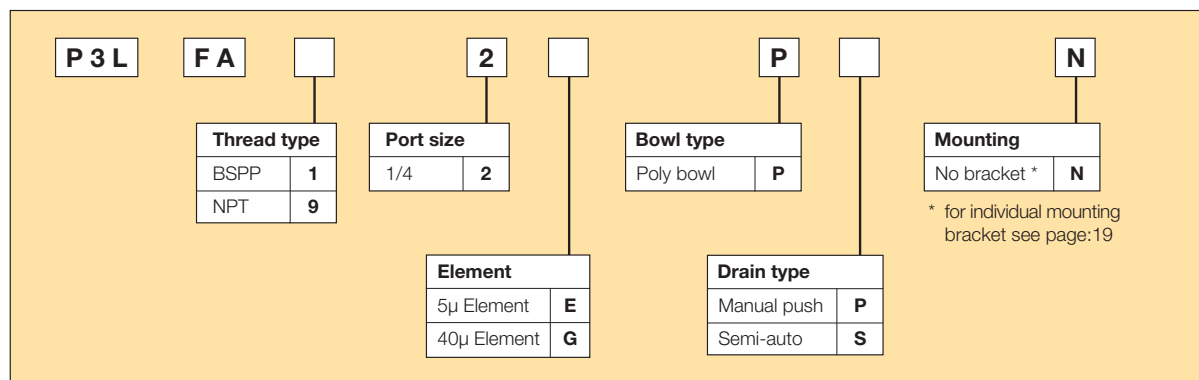 P 3 L F A 2 P N
Thread type
BSPP 1
NPT 9
Port size
1/4 2
Bowl type
Poly bowl P
Mounting
No bracket * N
* for individual mounting
bracket see page:19
Element
5µ Element E
40µ Element G
Drain type
Manual push P
Semi-auto S